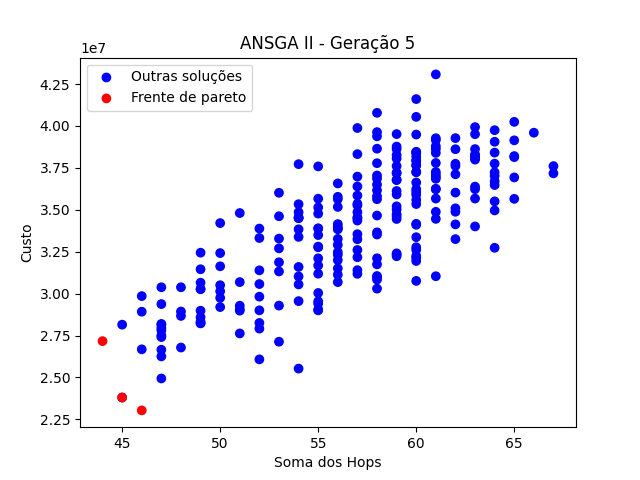 ANSGA II - Geração 5
1e7
Outras soluções
Frente de pareto
4.25
4.00
3.75
3.50
3.25
3.00
2.75
2.50
2.25
Custo
45
50
55
60
65
Soma dos Hops